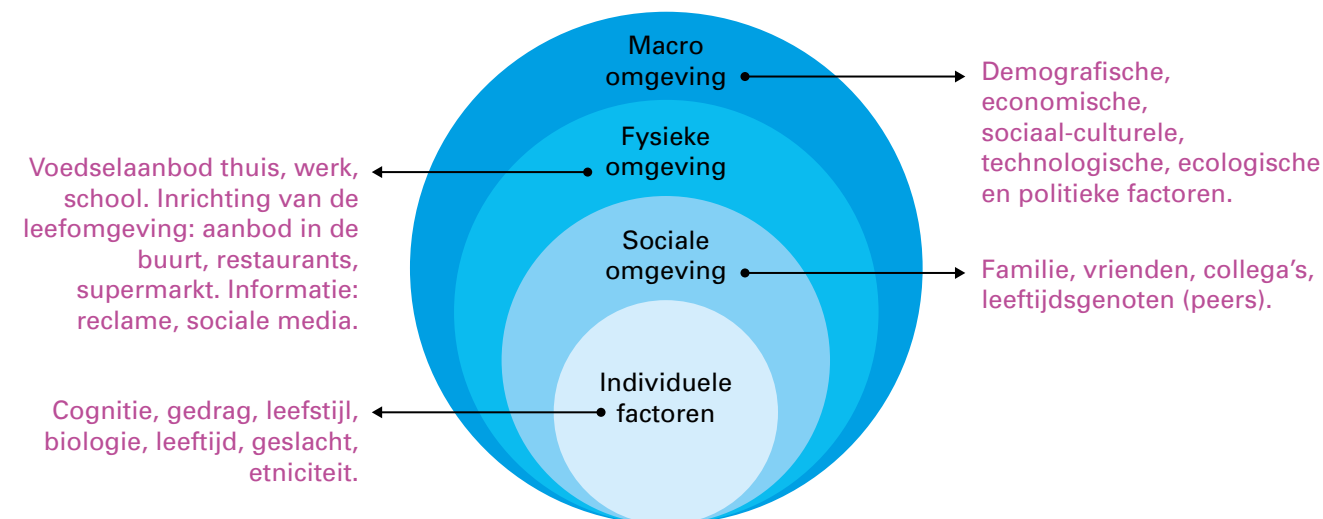 Macro
omgeving
Demografische,
economische,
sociaal-culturele,
technologische, ecologische
en politieke factoren.
Fysieke
omgeving
Voedselaanbod thuis, werk,
school. Inrichting van de
leefomgeving: aanbod in de
buurt, restaurants,
supermarkt. Informatie:
reclame, sociale media.
Sociale
omgeving
Familie, vrienden, collega’s,
leeftijdsgenoten (peers).
Individuele
factoren
Cognitie, gedrag, leefstijl,
biologie, leeftijd, geslacht,
etniciteit.